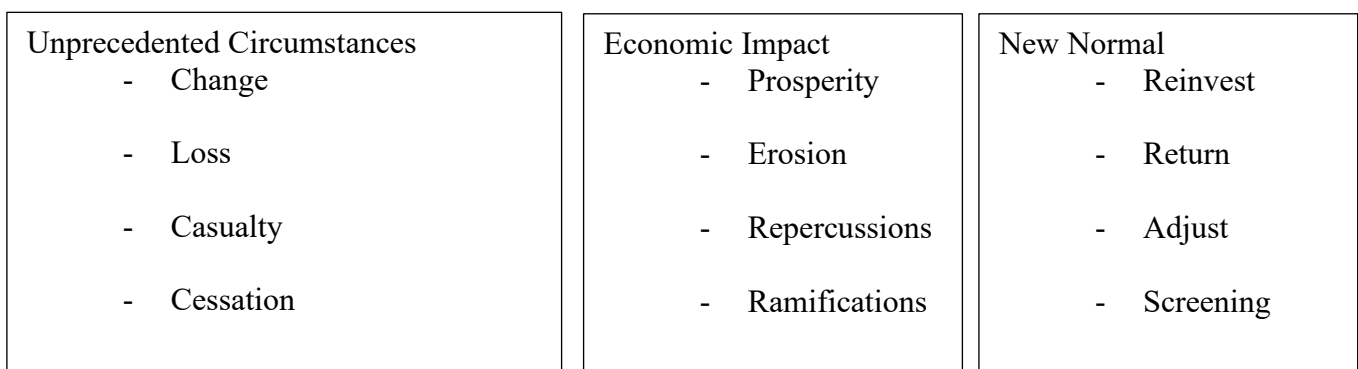 Unprecedented Circumstances
- Change
- Loss
- Casualty
- Cessation
Economic Impact
- Prosperity
- Erosion
- Repercussions
- Ramifications
New Normal
- Reinvest
- Return
- Adjust
- Screening